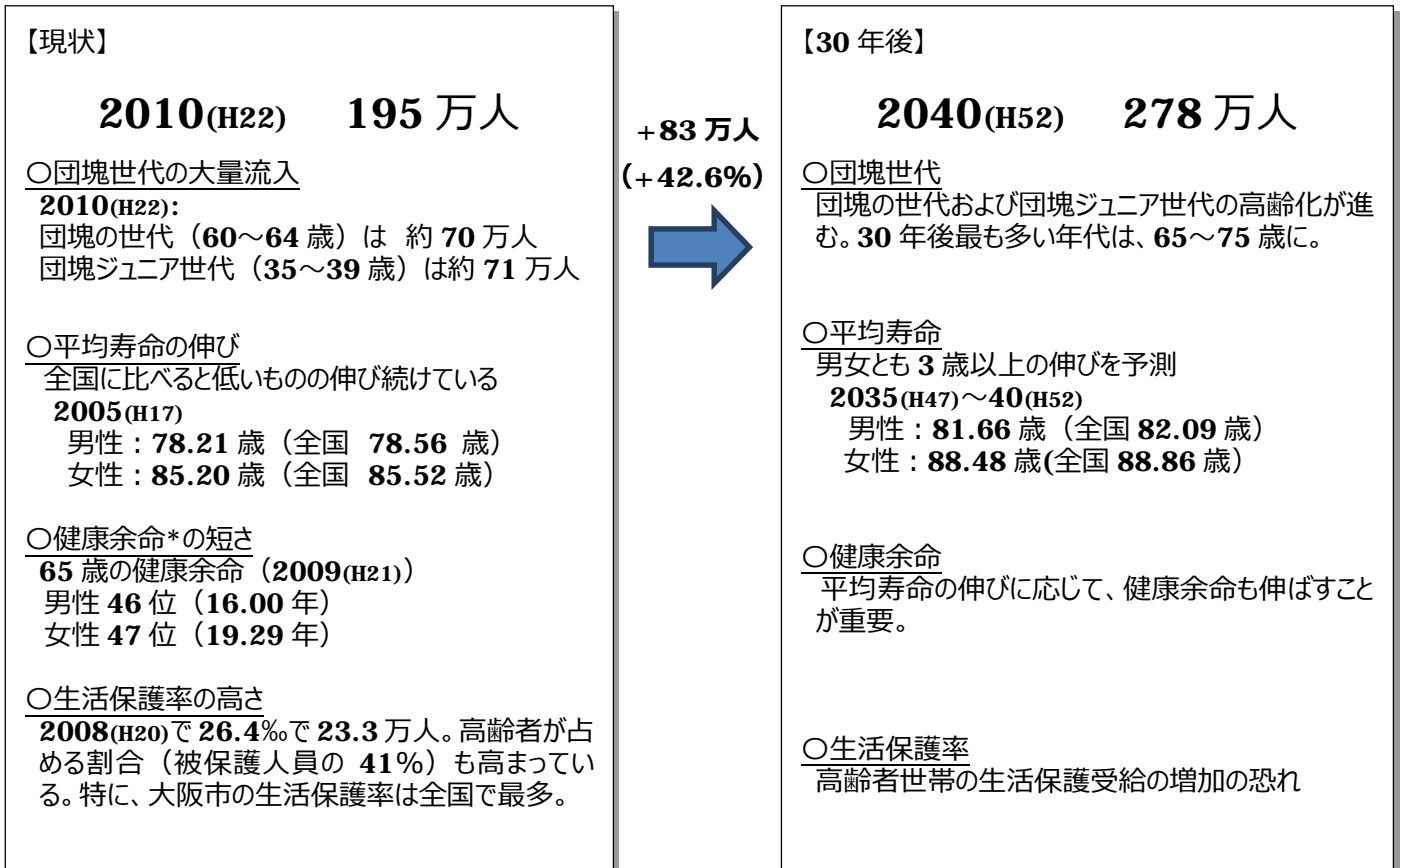 【現状】
2010(H22) 195 万人
〇団塊世代の大量流入
2010(H22):
団塊の世代（60～64 歳）は 約 70 万人
団塊ジュニア世代（35～39 歳）は約 71 万人
〇平均寿命の伸び
全国に比べると低いものの伸び続けている
2005(H17)
男性：78.21 歳（全国 78.56 歳）
女性：85.20 歳（全国 85.52 歳）
〇健康余命*の短さ
65 歳の健康余命（2009(H21)）
男性 46 位（16.00 年）
女性 47 位（19.29 年）
〇生活保護率の高さ
2008(H20)で 26.4‰で 23.3 万人。高齢者が占
める割合（被保護人員の 41%）も高まってい
る。特に、大阪市の生活保護率は全国で最多。
+83 万人
(+42.6%)
【30 年後】
2040(H52) 278 万人
〇団塊世代
団塊の世代および団塊ジュニア世代の高齢化が進
む。30 年後最も多い年代は、65～75 歳に。
〇平均寿命
男女とも 3 歳以上の伸びを予測
2035(H47)～40(H52)
男性：81.66 歳（全国 82.09 歳）
女性：88.48 歳(全国 88.86 歳）
〇健康余命
平均寿命の伸びに応じて、健康余命も伸ばすこと
が重要。
〇生活保護率
高齢者世帯の生活保護受給の増加の恐れ